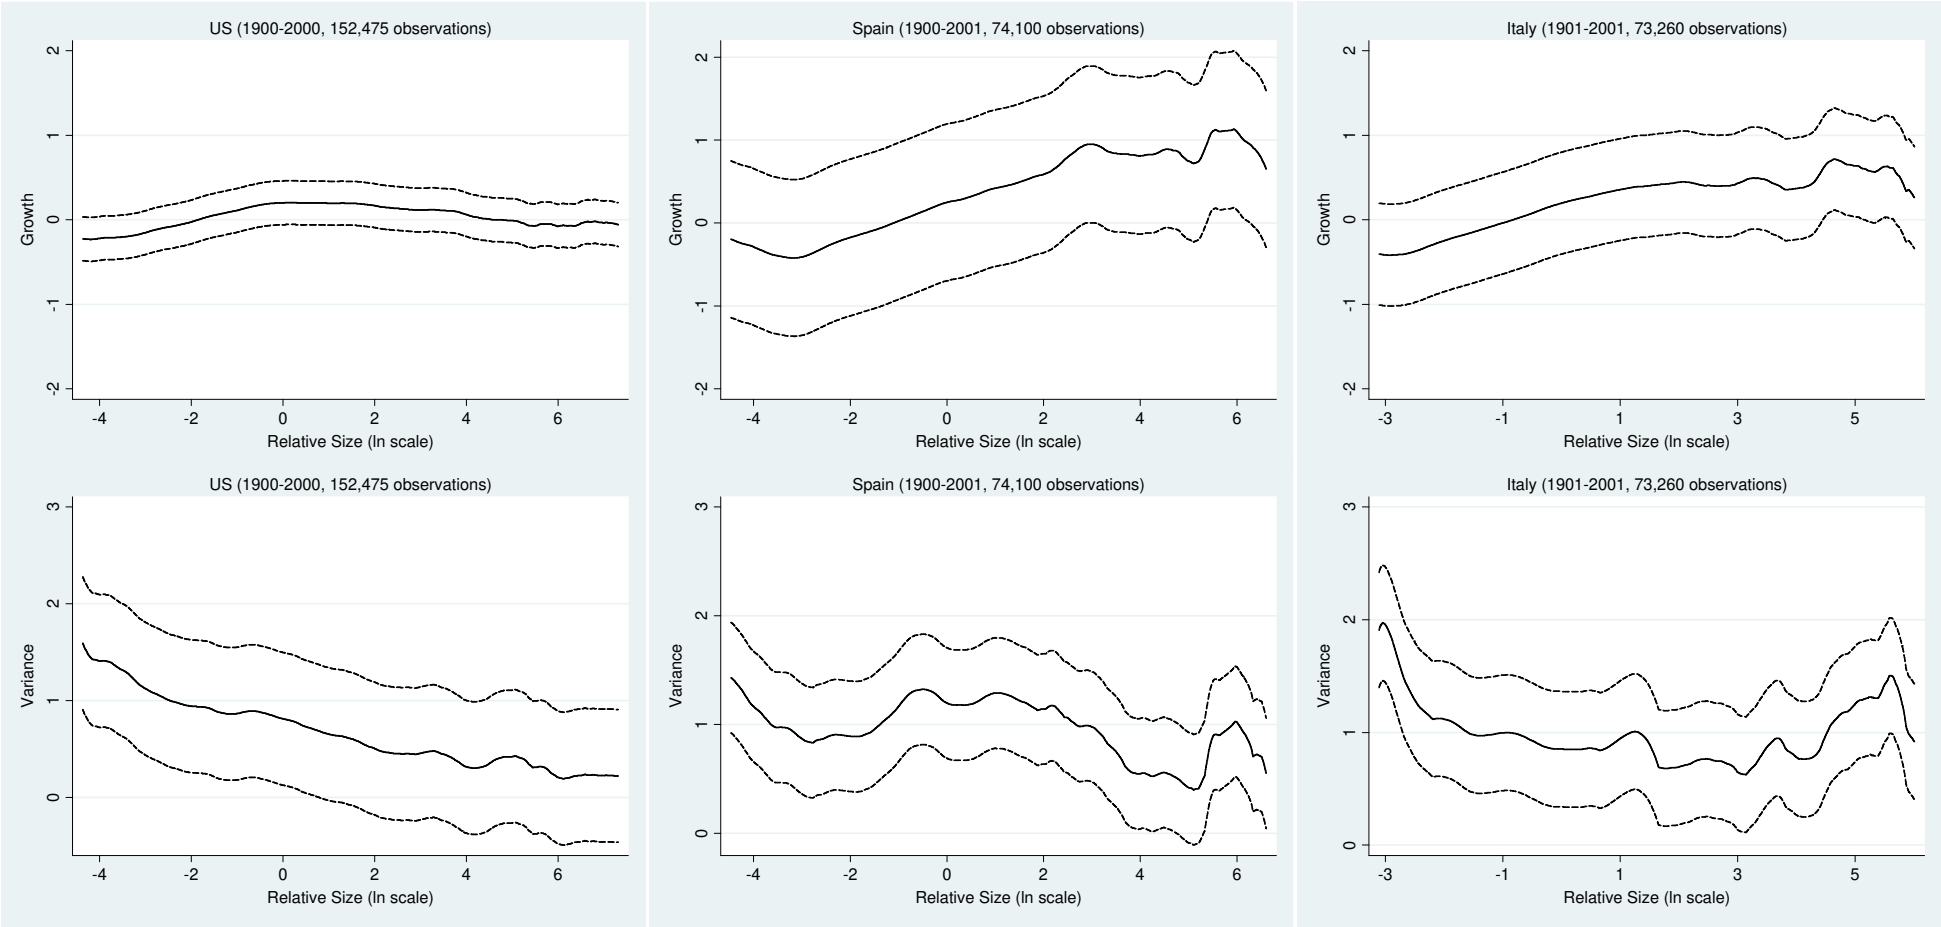 US (1900-2000, 152,475 observations)
Growth
2
1
0
-1
-2
-4 -2 0 2 4 6
Relative Size (ln scale)
Spain (1900-2001, 74,100 observations)
Growth
2
1
0
-1
-2
-4 -2 0 2 4 6
Relative Size (ln scale)
Italy (1901-2001, 73,260 observations)
Growth
2
1
0
-1
-2
-3 -1 1 3 5
Relative Size (ln scale)
US (1900-2000, 152,475 observations)
Variance
3
2
1
0
-4 -2 0 2 4 6
Relative Size (ln scale)
Spain (1900-2001, 74,100 observations)
Variance
3
2
1
0
-4 -2 0 2 4 6
Relative Size (ln scale)
Italy (1901-2001, 73,260 observations)
Variance
3
2
1
0
-3 -1 1 3 5
Relative Size (ln scale)